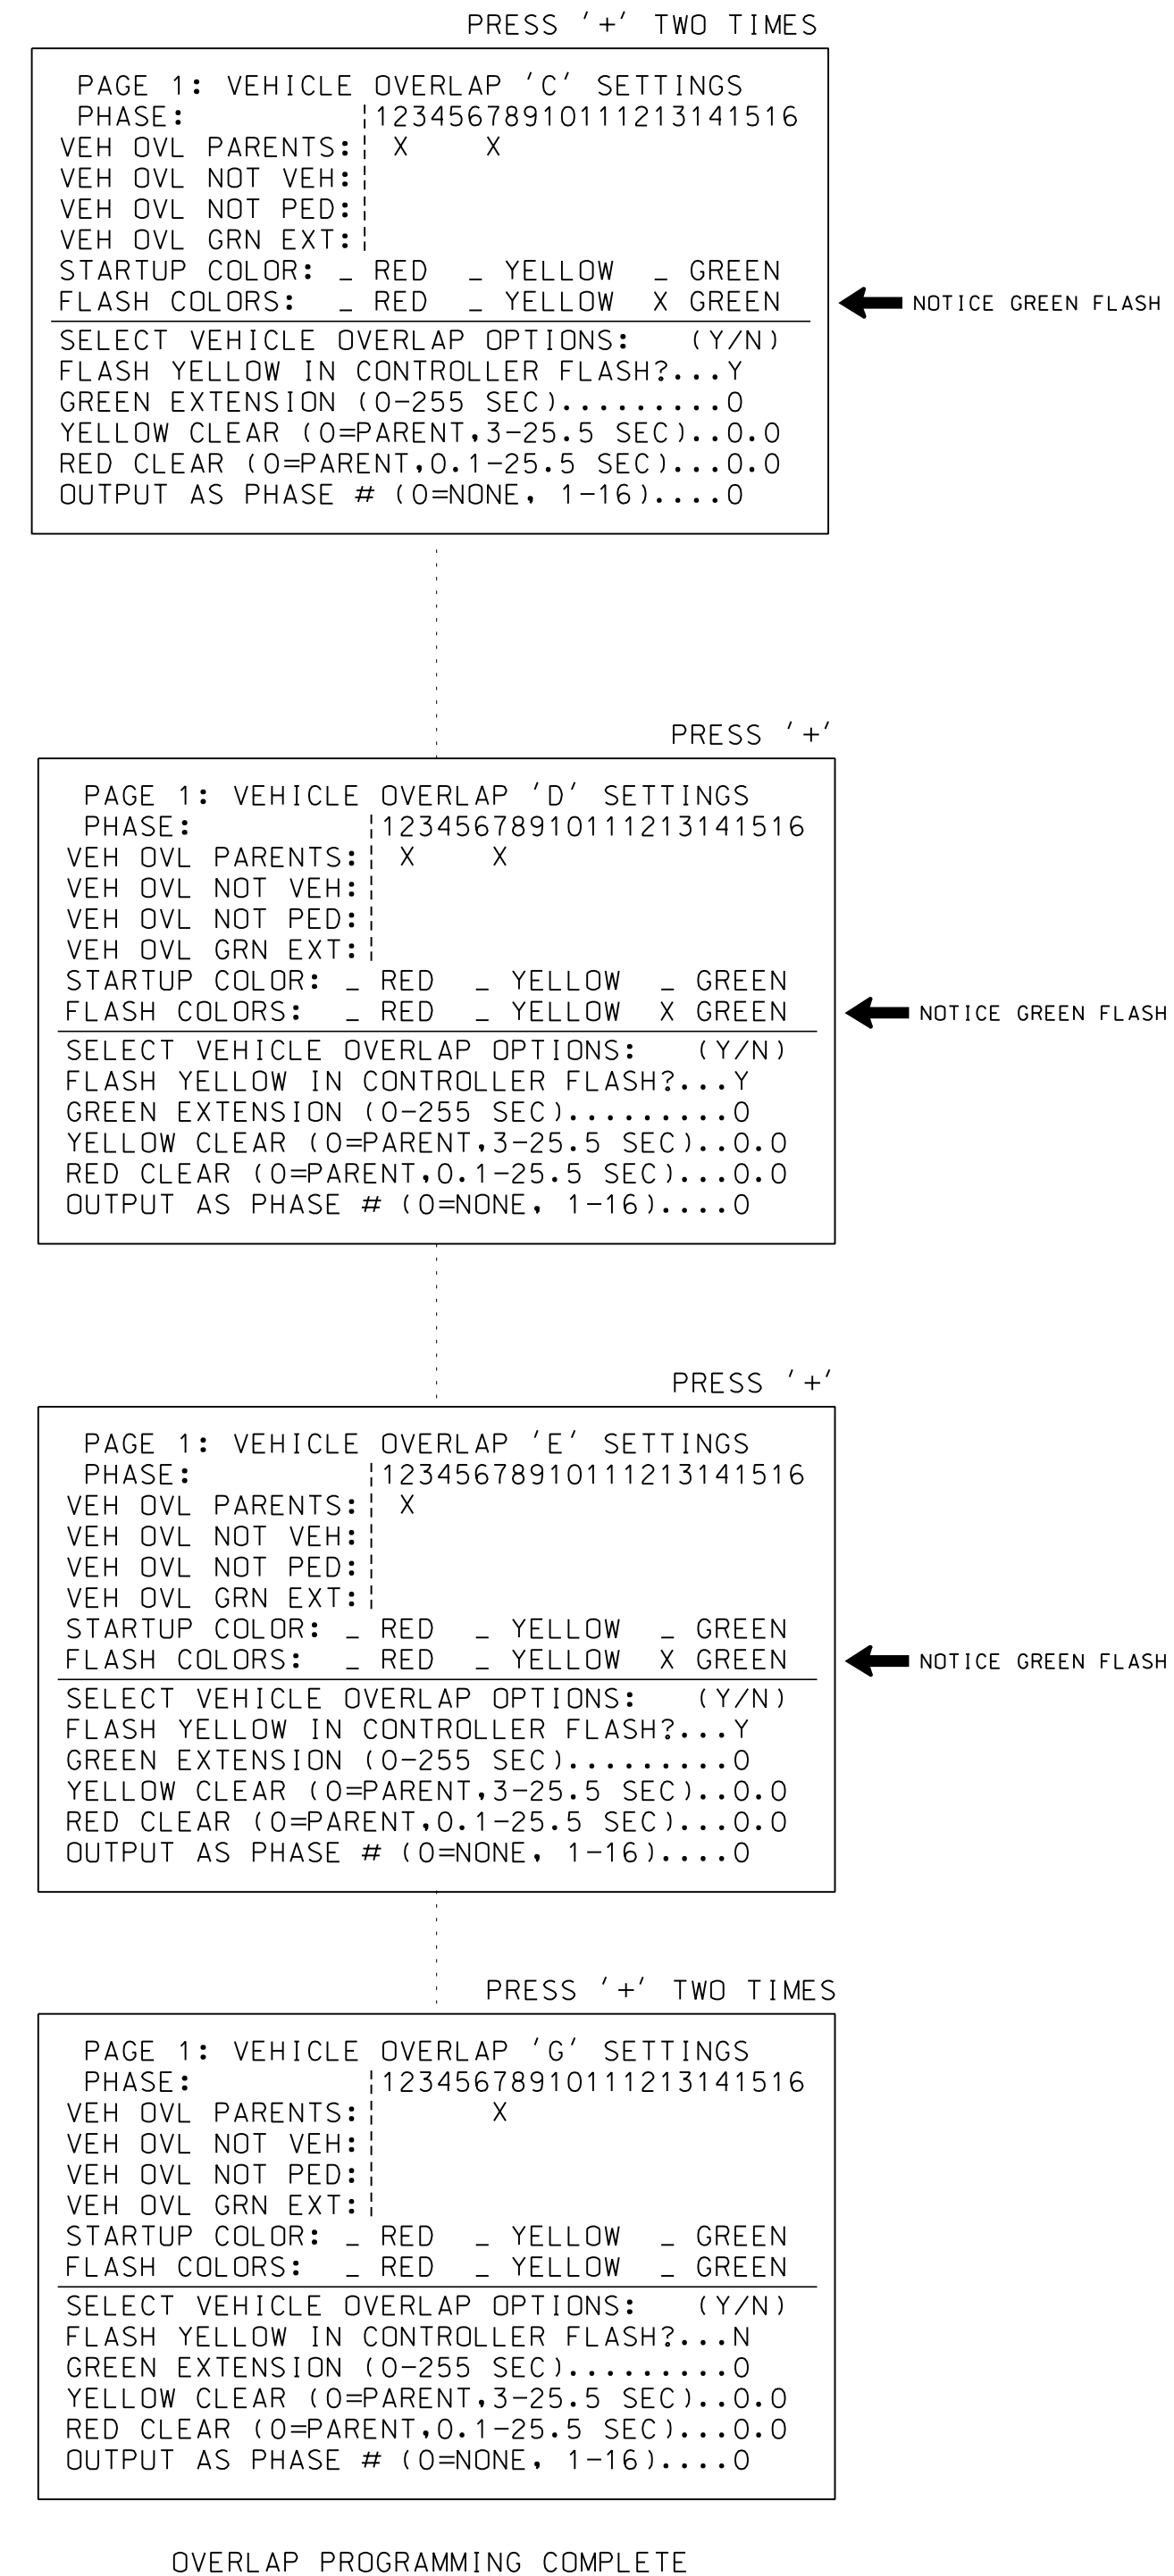 PRESS '+' TWO TIMES
PAGE 1: VEHICLE OVERLAP 'C' SETTINGS
PHASE: |12345678910111213141516
VEH OVL PARENTS:| X X
VEH OVL NOT VEH:|
VEH OVL NOT PED:|
VEH OVL GRN EXT:|
STARTUP COLOR: _ RED _ YELLOW _ GREEN
FLASH COLORS: _ RED _ YELLOW X GREEN
NOTICE GREEN FLASH
SELECT VEHICLE OVERLAP OPTIONS: (Y/N)
FLASH YELLOW IN CONTROLLER FLASH?...Y
GREEN EXTENSION (0-255 SEC).........0
YELLOW CLEAR (0=PARENT,3-25.5 SEC)..0.0
RED CLEAR (0=PARENT,0.1-25.5 SEC)...0.0
OUTPUT AS PHASE # (0=NONE, 1-16)....0
PRESS '+'
PAGE 1: VEHICLE OVERLAP 'D' SETTINGS
PHASE: |12345678910111213141516
VEH OVL PARENTS:| X X
VEH OVL NOT VEH:|
VEH OVL NOT PED:|
VEH OVL GRN EXT:|
STARTUP COLOR: _ RED _ YELLOW _ GREEN
FLASH COLORS: _ RED _ YELLOW X GREEN
NOTICE GREEN FLASH
SELECT VEHICLE OVERLAP OPTIONS: (Y/N)
FLASH YELLOW IN CONTROLLER FLASH?...Y
GREEN EXTENSION (0-255 SEC).........0
YELLOW CLEAR (0=PARENT,3-25.5 SEC)..0.0
RED CLEAR (0=PARENT,0.1-25.5 SEC)...0.0
OUTPUT AS PHASE # (0=NONE, 1-16)....0
PRESS '+'
PAGE 1: VEHICLE OVERLAP 'E' SETTINGS
PHASE: |12345678910111213141516
VEH OVL PARENTS:| X
VEH OVL NOT VEH:|
VEH OVL NOT PED:|
VEH OVL GRN EXT:|
STARTUP COLOR: _ RED _ YELLOW _ GREEN
FLASH COLORS: _ RED _ YELLOW X GREEN
NOTICE GREEN FLASH
SELECT VEHICLE OVERLAP OPTIONS: (Y/N)
FLASH YELLOW IN CONTROLLER FLASH?...Y
GREEN EXTENSION (0-255 SEC).........0
YELLOW CLEAR (0=PARENT,3-25.5 SEC)..0.0
RED CLEAR (0=PARENT,0.1-25.5 SEC)...0.0
OUTPUT AS PHASE # (0=NONE, 1-16)....0
PRESS '+' TWO TIMES
PAGE 1: VEHICLE OVERLAP 'G' SETTINGS
PHASE: |12345678910111213141516
VEH OVL PARENTS:| X
VEH OVL NOT VEH:|
VEH OVL NOT PED:|
VEH OVL GRN EXT:|
STARTUP COLOR: _ RED _ YELLOW _ GREEN
FLASH COLORS: _ RED _ YELLOW _ GREEN
SELECT VEHICLE OVERLAP OPTIONS: (Y/N)
FLASH YELLOW IN CONTROLLER FLASH?...N
GREEN EXTENSION (0-255 SEC).........0
YELLOW CLEAR (0=PARENT,3-25.5 SEC)..0.0
RED CLEAR (0=PARENT,0.1-25.5 SEC)...0.0
OUTPUT AS PHASE # (0=NONE, 1-16)....0
OVERLAP PROGRAMMING COMPLETE